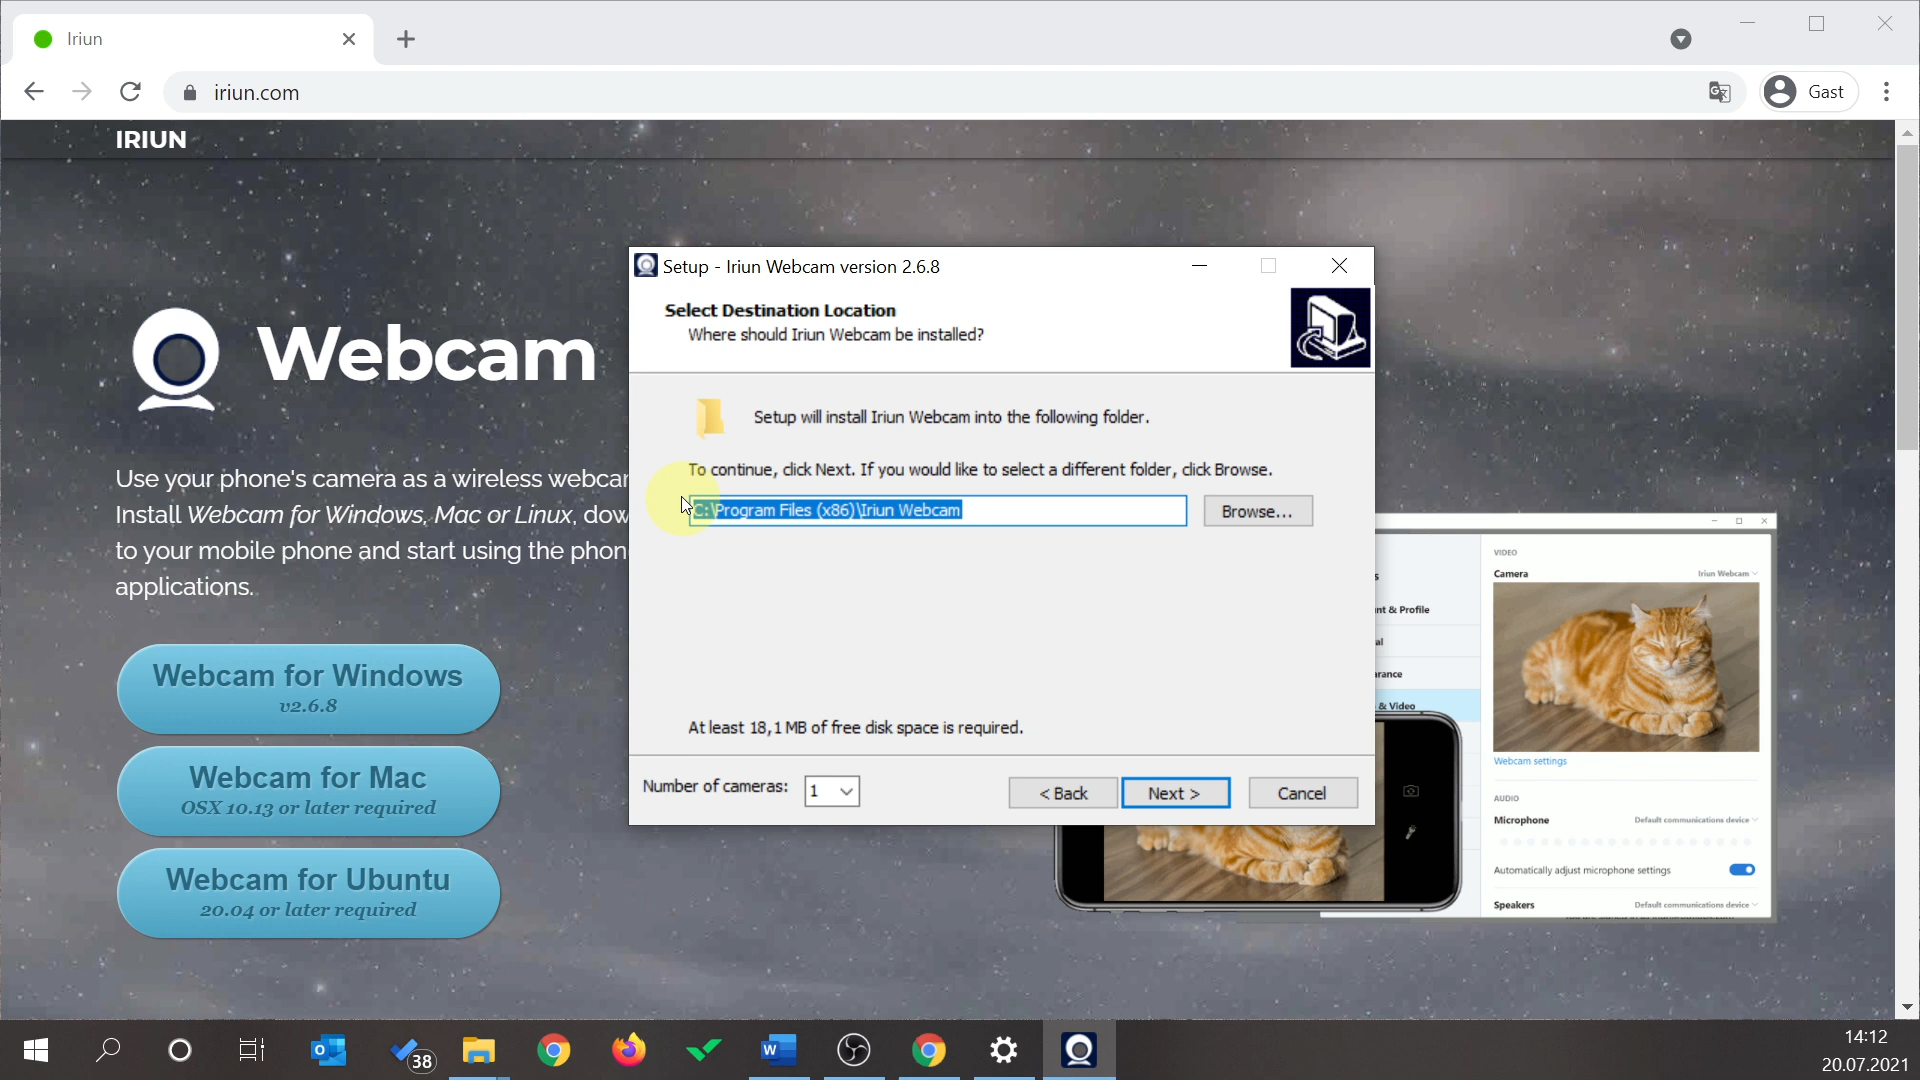 Iriun
iriun.com
Gast
IRIUN
Webcam
Use your phone's camera as a wireless webcam
Install Webcam for Windows, Mac or Linux, dow
to your mobile phone and start using the phon
applications.
Webcam for Windows
v2.6.8
Webcam for Mac
OSX 10.13 or later required
Webcam for Ubuntu
20.04 or later required
Setup - Iriun Webcam version 2.6.8
Select Destination Location
Where should Iriun Webcam be installed?
Setup will install Iriun Webcam into the following folder.
To continue, click Next. If you would like to select a different folder, click Browse.
C:\Program Files (x86)\Iriun Webcam
Browse...
At least 18,1 MB of free disk space is required.
Number of cameras: 1
< Back
Next >
Cancel
s
nt & Profile
al
rance
& Video
VIDEO
Camera
Iriun Webcam
Webcam settings
AUDIO
Microphone
Default communications device
Automatically adjust microphone settings
Speakers
Default communications device
38
14:12
20.07.2021